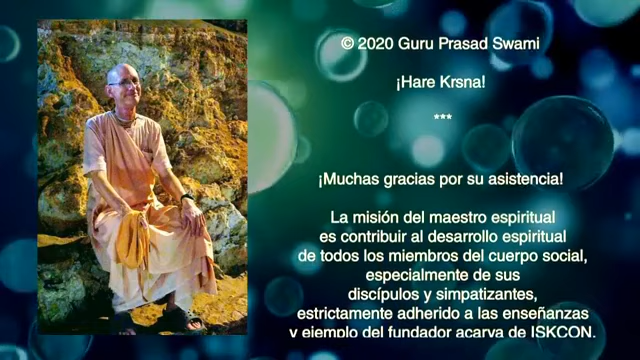 © 2020 Guru Prasad Swami
¡Hare Krsna!
***
¡Muchas gracias por su asistencia!
La misión del maestro espiritual
es contribuir al desarrollo espiritual
de todos los miembros del cuerpo social,
especialmente de sus
discípulos y simpatizantes,
estrictamente adherido a las enseñanzas
y ejemplo del fundador acarya de ISKCON.